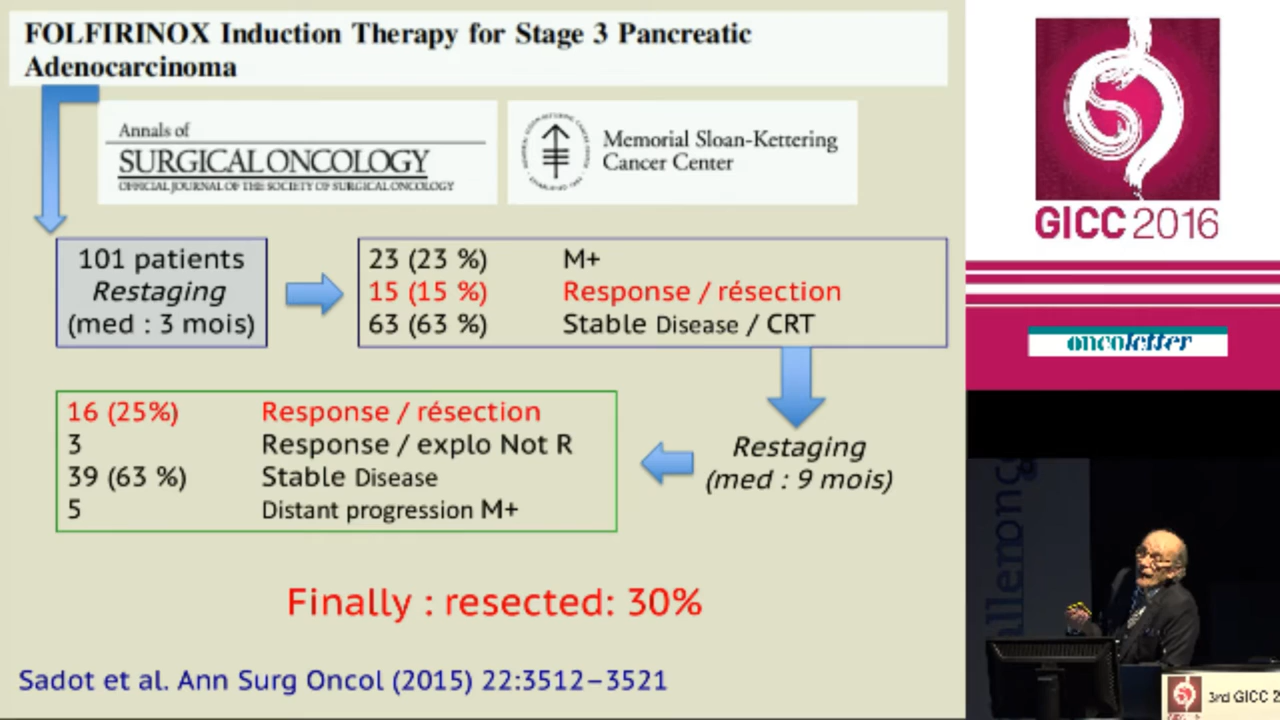 FOLFIRINOX Induction Therapy for Stage 3 Pancreatic
Adenocarcinoma
Annals of
SURGICAL ONCOLOGY
OFFICIAL JOURNAL OF THE SOCIETY OF SURGICAL ONCOLOGY
Memorial Sloan-Kettering
Cancer Center
101 patients
Restaging
(med : 3 mois)
23 (23 %) M+
15 (15 %) Response / résection
63 (63 %) Stable Disease / CRT
Restaging
(med : 9 mois)
16 (25%) Response / résection
3 Response / explo Not R
39 (63 %) Stable Disease
5 Distant progression M+
Finally : resected: 30%
Sadot et al. Ann Surg Oncol (2015) 22:3512–3521
GICC 2016
oncoletter
3rd GICC 2